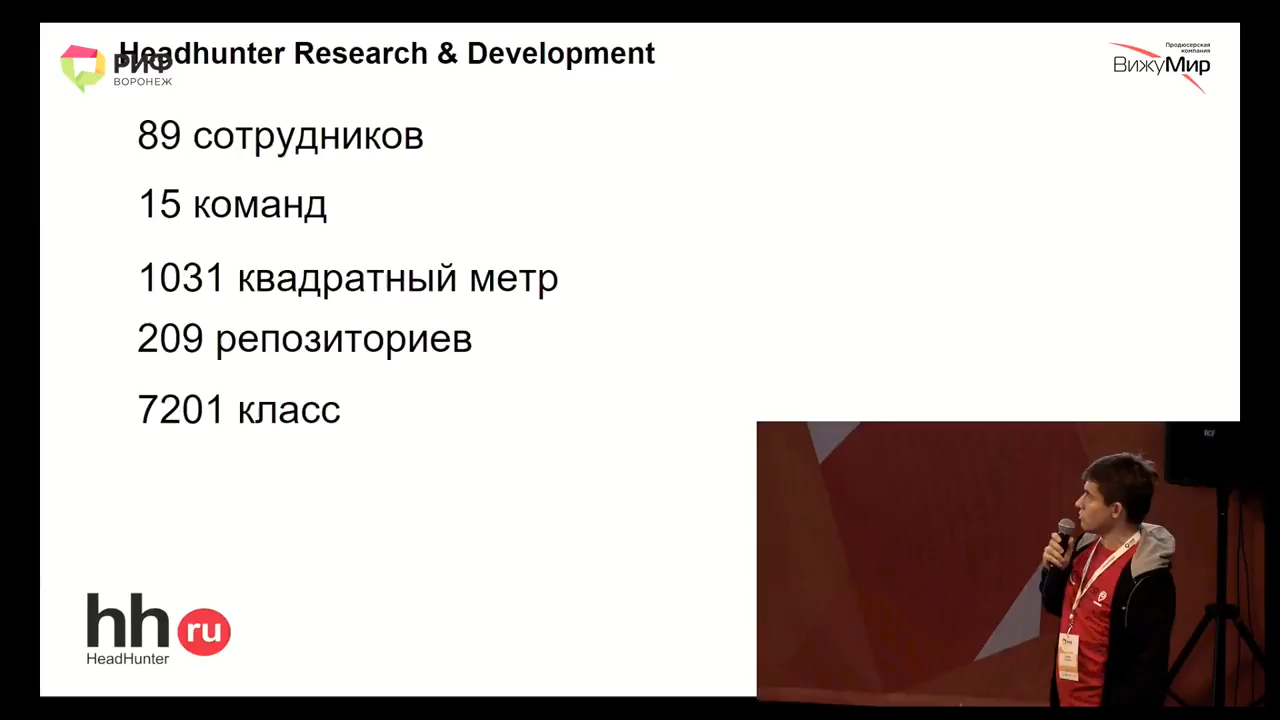 Headhunter Research & Development
РИФ
ВОРОНЕЖ
Продюсерская
компания
ВижуМир
89 сотрудников
15 команд
1031 квадратный метр
209 репозиториев
7201 класс
hh ru
HeadHunter